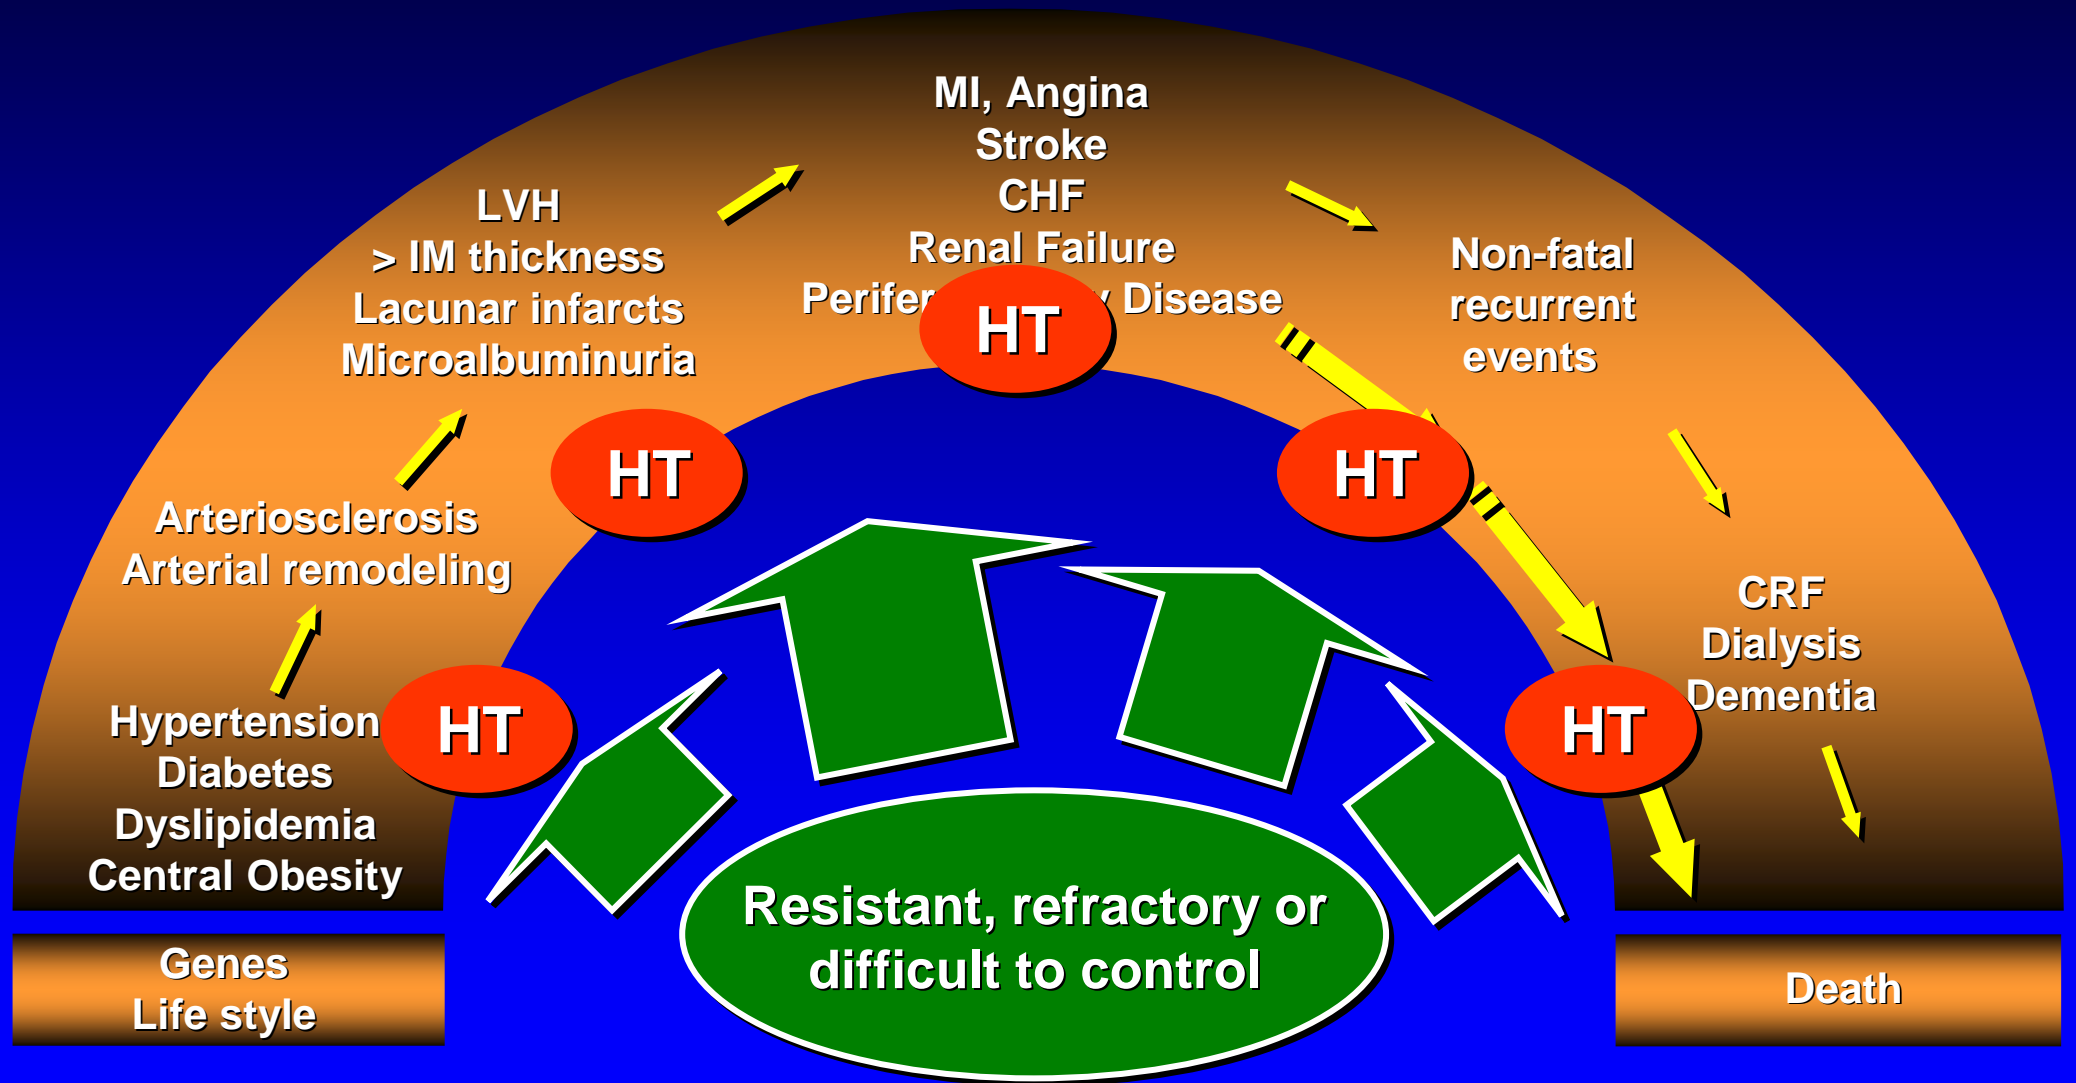 MI, Angina
Stroke
CHF
Renal Failure
Disease
HT
LVH
> IM thickness
Lacunar infarcts
Microalbuminuria
HT
Non-fatal
recurrent
events
HT
Arteriosclerosis
Arterial remodeling
CRF
Dialysis
Dementia
HT
Hypertension
Diabetes
Dyslipidemia
Central Obesity
HT
Resistant, refractory or
difficult to control
Genes
Life style
Death